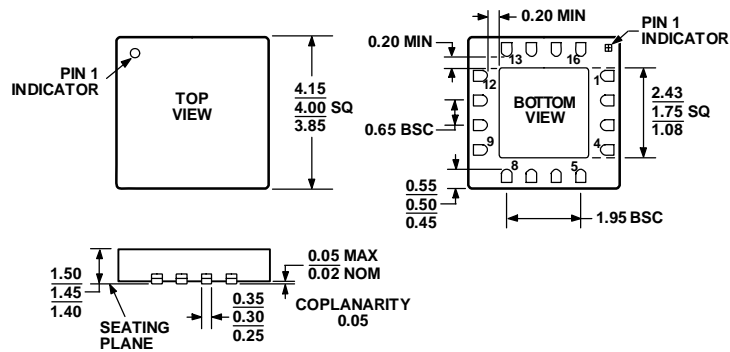 PIN 1
INDICATOR
TOP
VIEW
4.15
4.00 SQ
3.85
0.20 MIN
0.20 MIN
13
16
PIN 1
INDICATOR
12
1
BOTTOM
VIEW
2.43
1.75 SQ
1.08
0.65 BSC
9
4
8
5
0.55
0.50
0.45
1.95 BSC
1.50
1.45
1.40
SEATING
PLANE
0.35
0.30
0.25
0.05 MAX
0.02 NOM
COPLANARITY
0.05